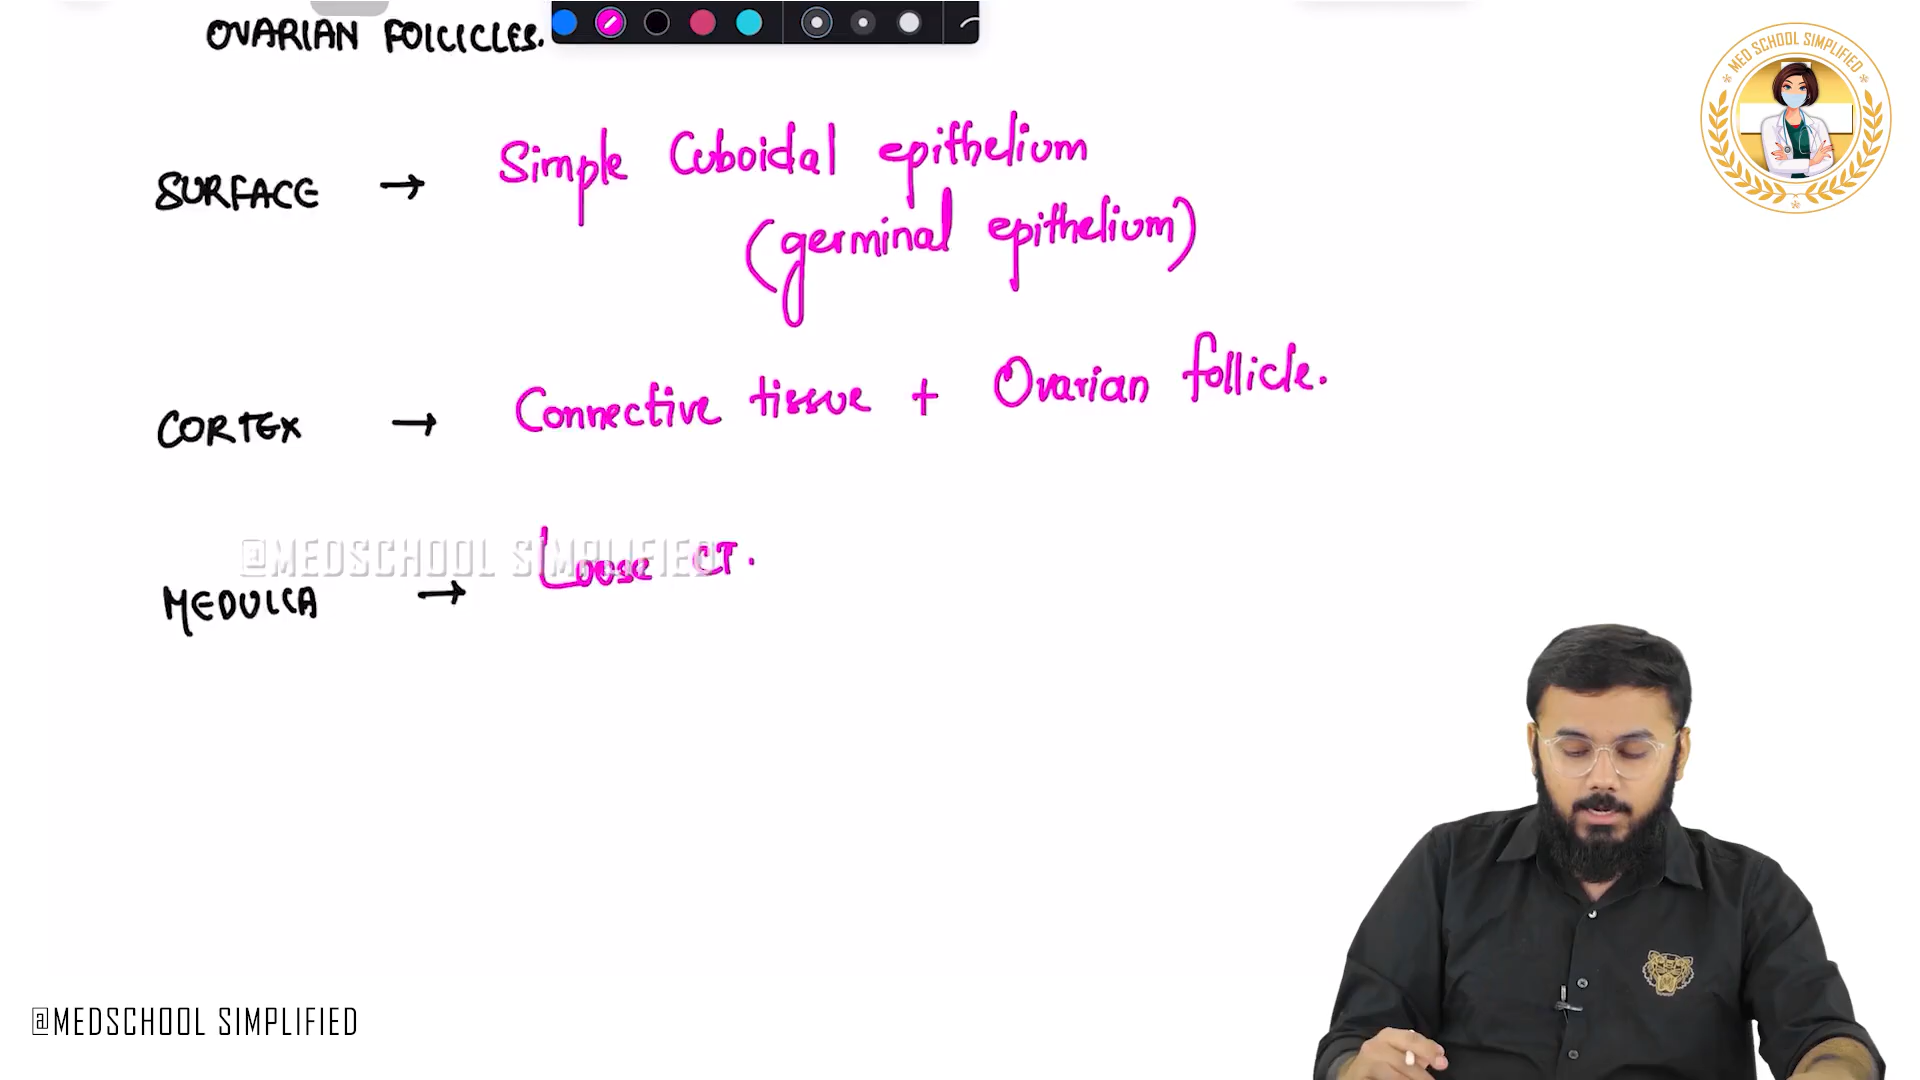 OVARIAN FOLLICLES.
MED SCHOOL SIMPLIFIED
SURFACE → Simple Cuboidal epithelium
(germinal epithelium)
CORTEX → Connective tissue + Ovarian follicle.
@MEDSCHOOL SIMPLIFIED
MEDULLA → Loose CT.
@MEDSCHOOL SIMPLIFIED